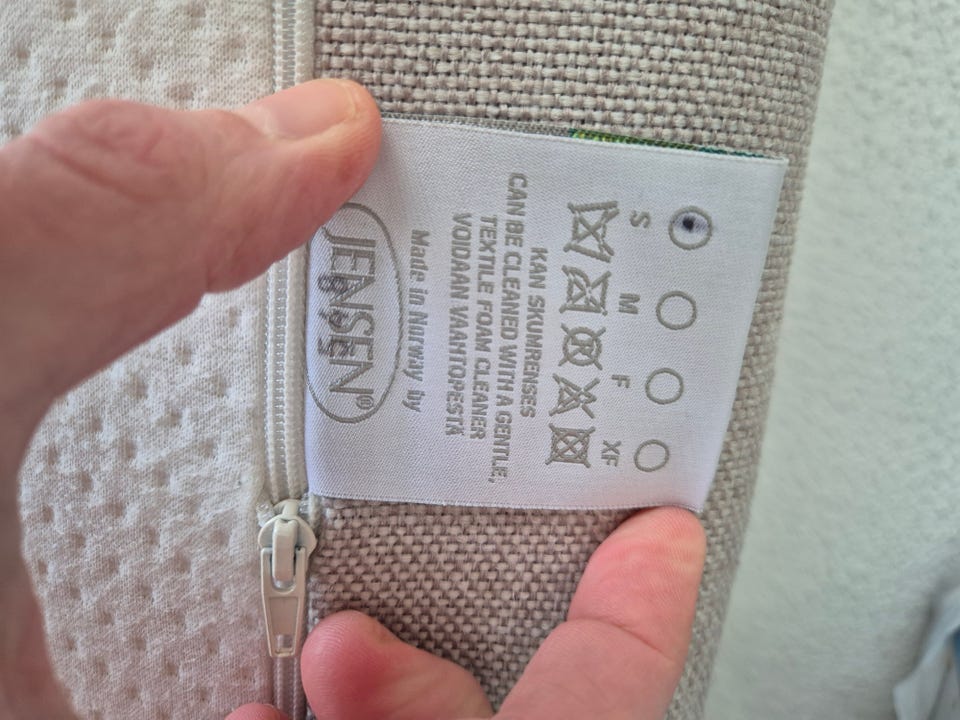 S M F XF
KAN SKUMRENSES
CAN BE CLEANED WITH A GENTLE,
TEXTILE FOAM CLEANER
VOIDAAN VAAHTOPESTÄ
Made in Norway by
JENSEN®